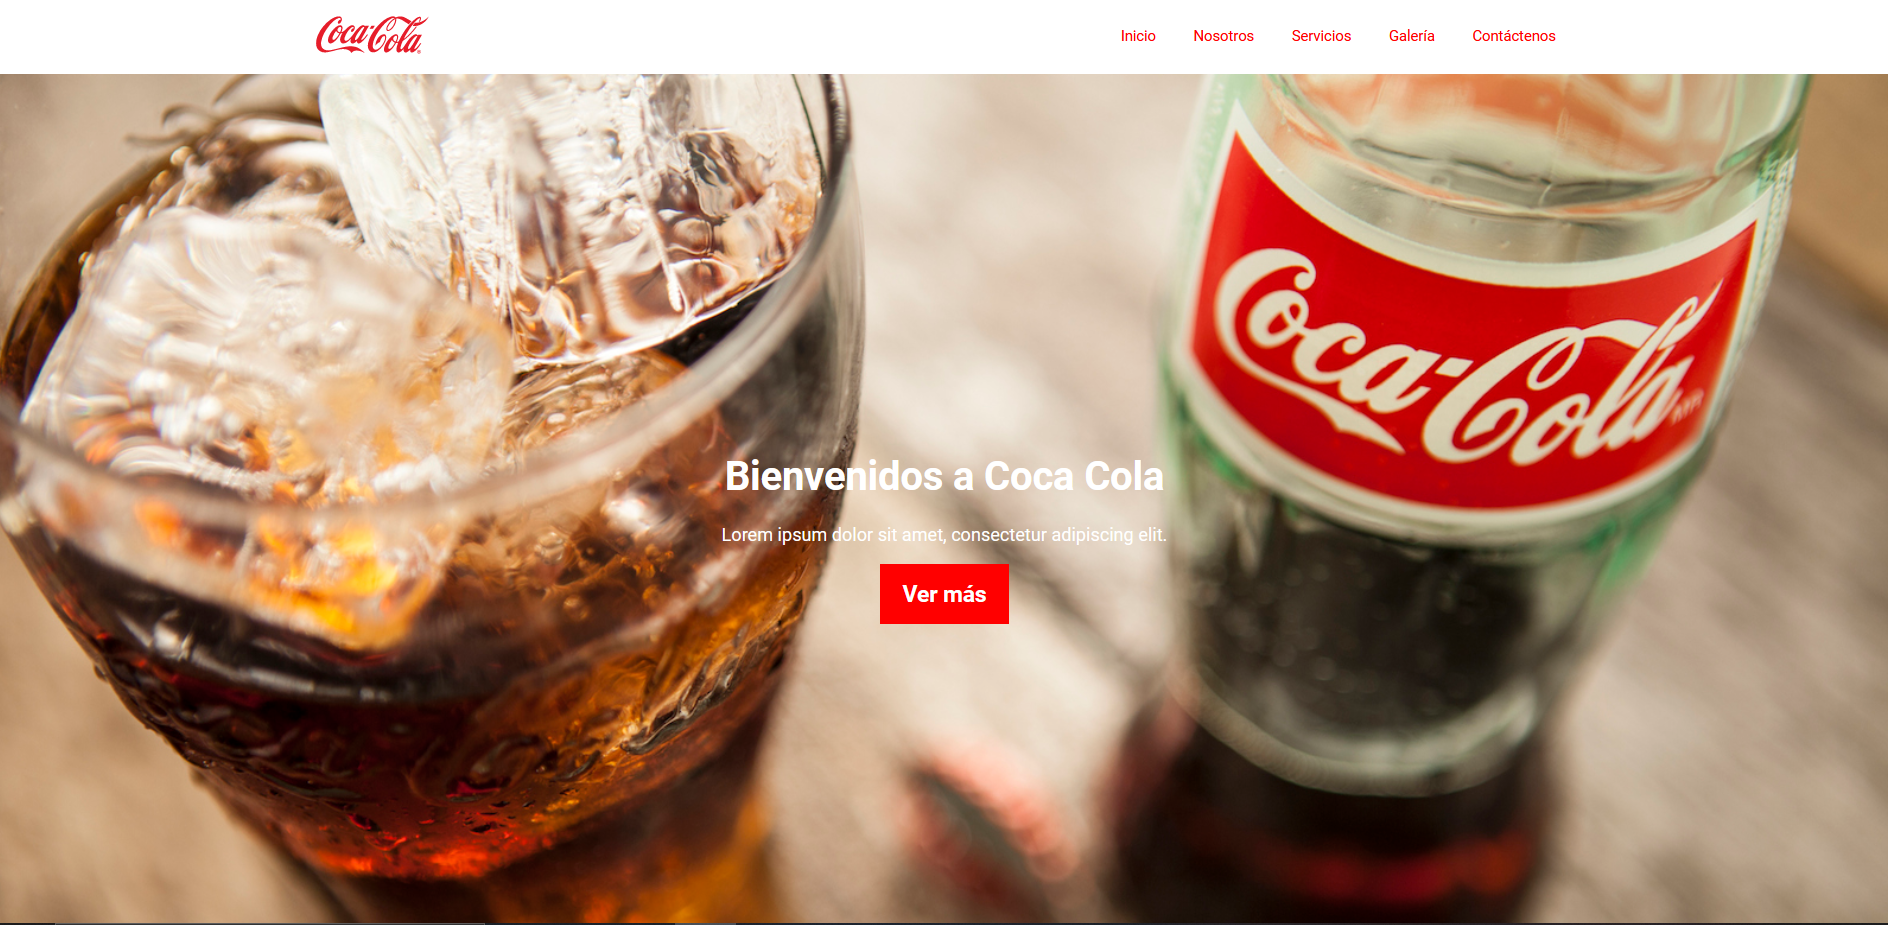 Coca-Cola
Inicio Nosotros Servicios Galería Contáctenos
Coca-Cola
MR
Bienvenidos a Coca Cola
Lorem ipsum dolor sit amet, consectetur adipiscing elit.
Ver más